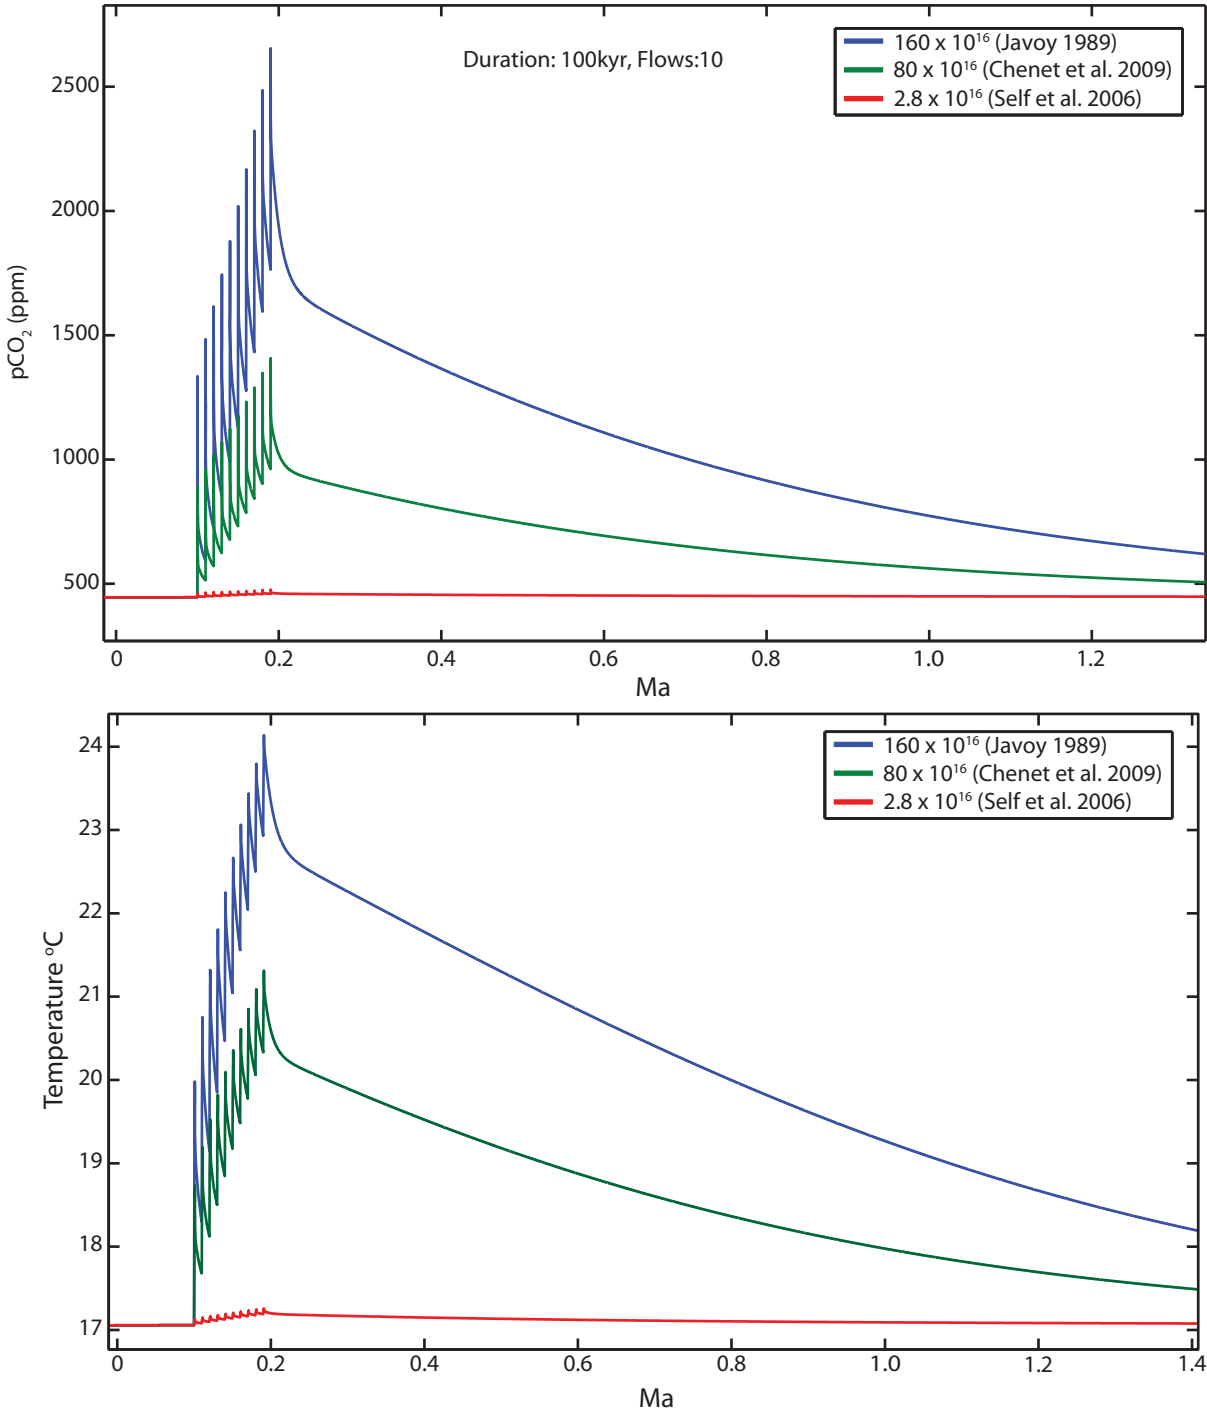 Duration: 100kyr, Flows:10
160 x 10¹⁶ (Javoy 1989)
80 x 10¹⁶ (Chenet et al. 2009)
2.8 x 10¹⁶ (Self et al. 2006)
pCO₂ (ppm)
2500
2000
1500
1000
500
0 0.2 0.4 0.6 0.8 1.0 1.2
Ma
160 x 10¹⁶ (Javoy 1989)
80 x 10¹⁶ (Chenet et al. 2009)
2.8 x 10¹⁶ (Self et al. 2006)
Temperature ºC
24
23
22
21
20
19
18
17
0 0.2 0.4 0.6 0.8 1.0 1.2 1.4
Ma